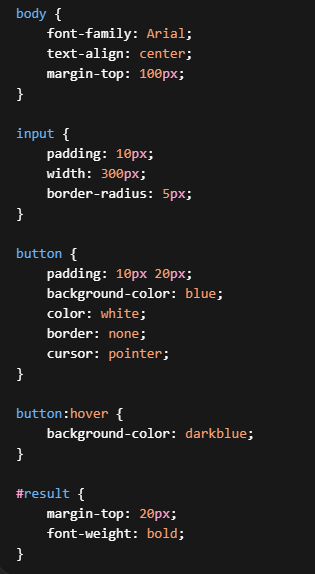 body {
    font-family: Arial;
    text-align: center;
    margin-top: 100px;
}

input {
    padding: 10px;
    width: 300px;
    border-radius: 5px;
}

button {
    padding: 10px 20px;
    background-color: blue;
    color: white;
    border: none;
    cursor: pointer;
}

button:hover {
    background-color: darkblue;
}

#result {
    margin-top: 20px;
    font-weight: bold;
}